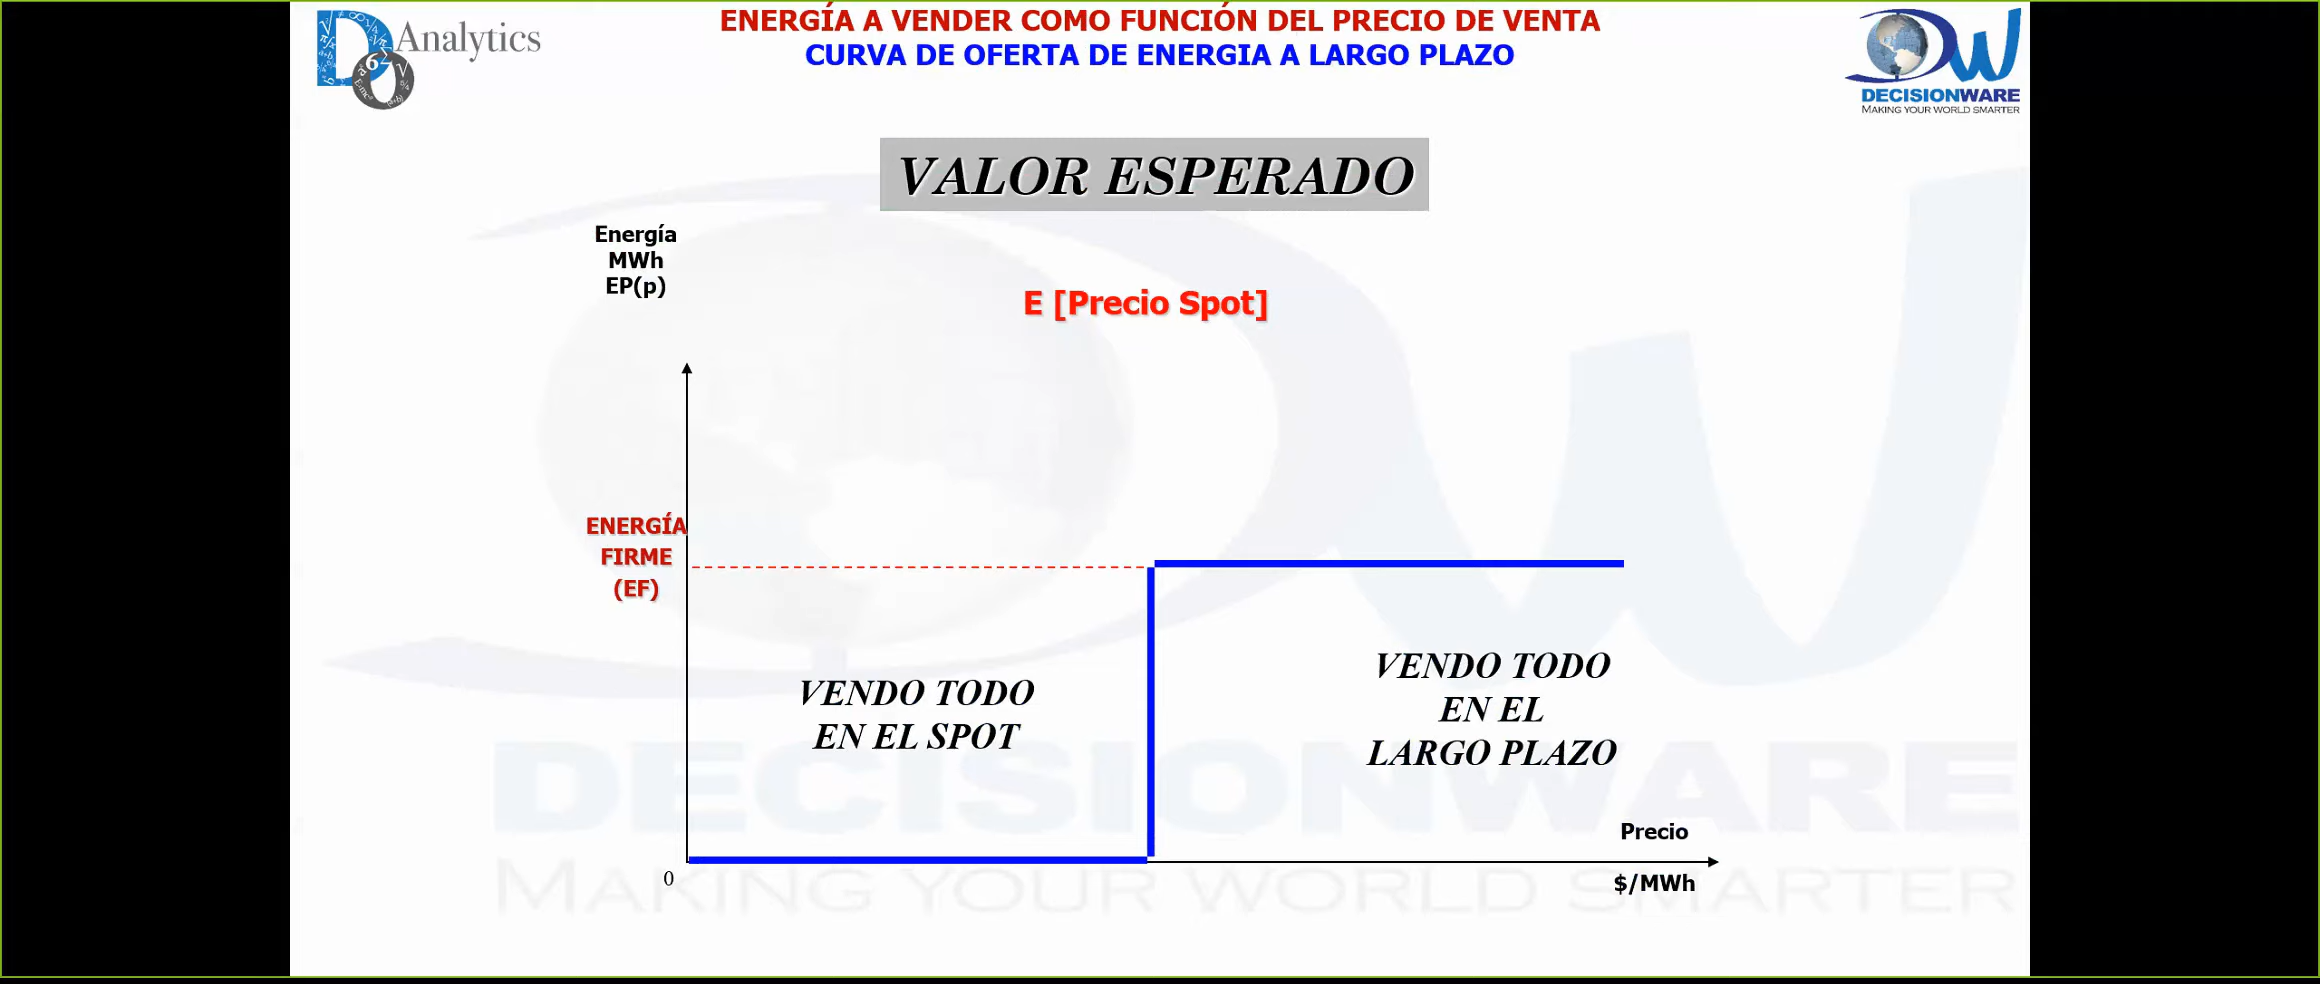 Analytics
ENERGÍA A VENDER COMO FUNCIÓN DEL PRECIO DE VENTA
CURVA DE OFERTA DE ENERGIA A LARGO PLAZO
DECISIONWARE
MAKING YOUR WORLD SMARTER
VALOR ESPERADO
Energía
MWh
EP(p)
E [Precio Spot]
ENERGÍA
FIRME
(EF)
VENDO TODO
EN EL SPOT
VENDO TODO
EN EL
LARGO PLAZO
Precio
$/MWh
0
DECISIONWARE
MAKING YOUR WORLD SMARTER